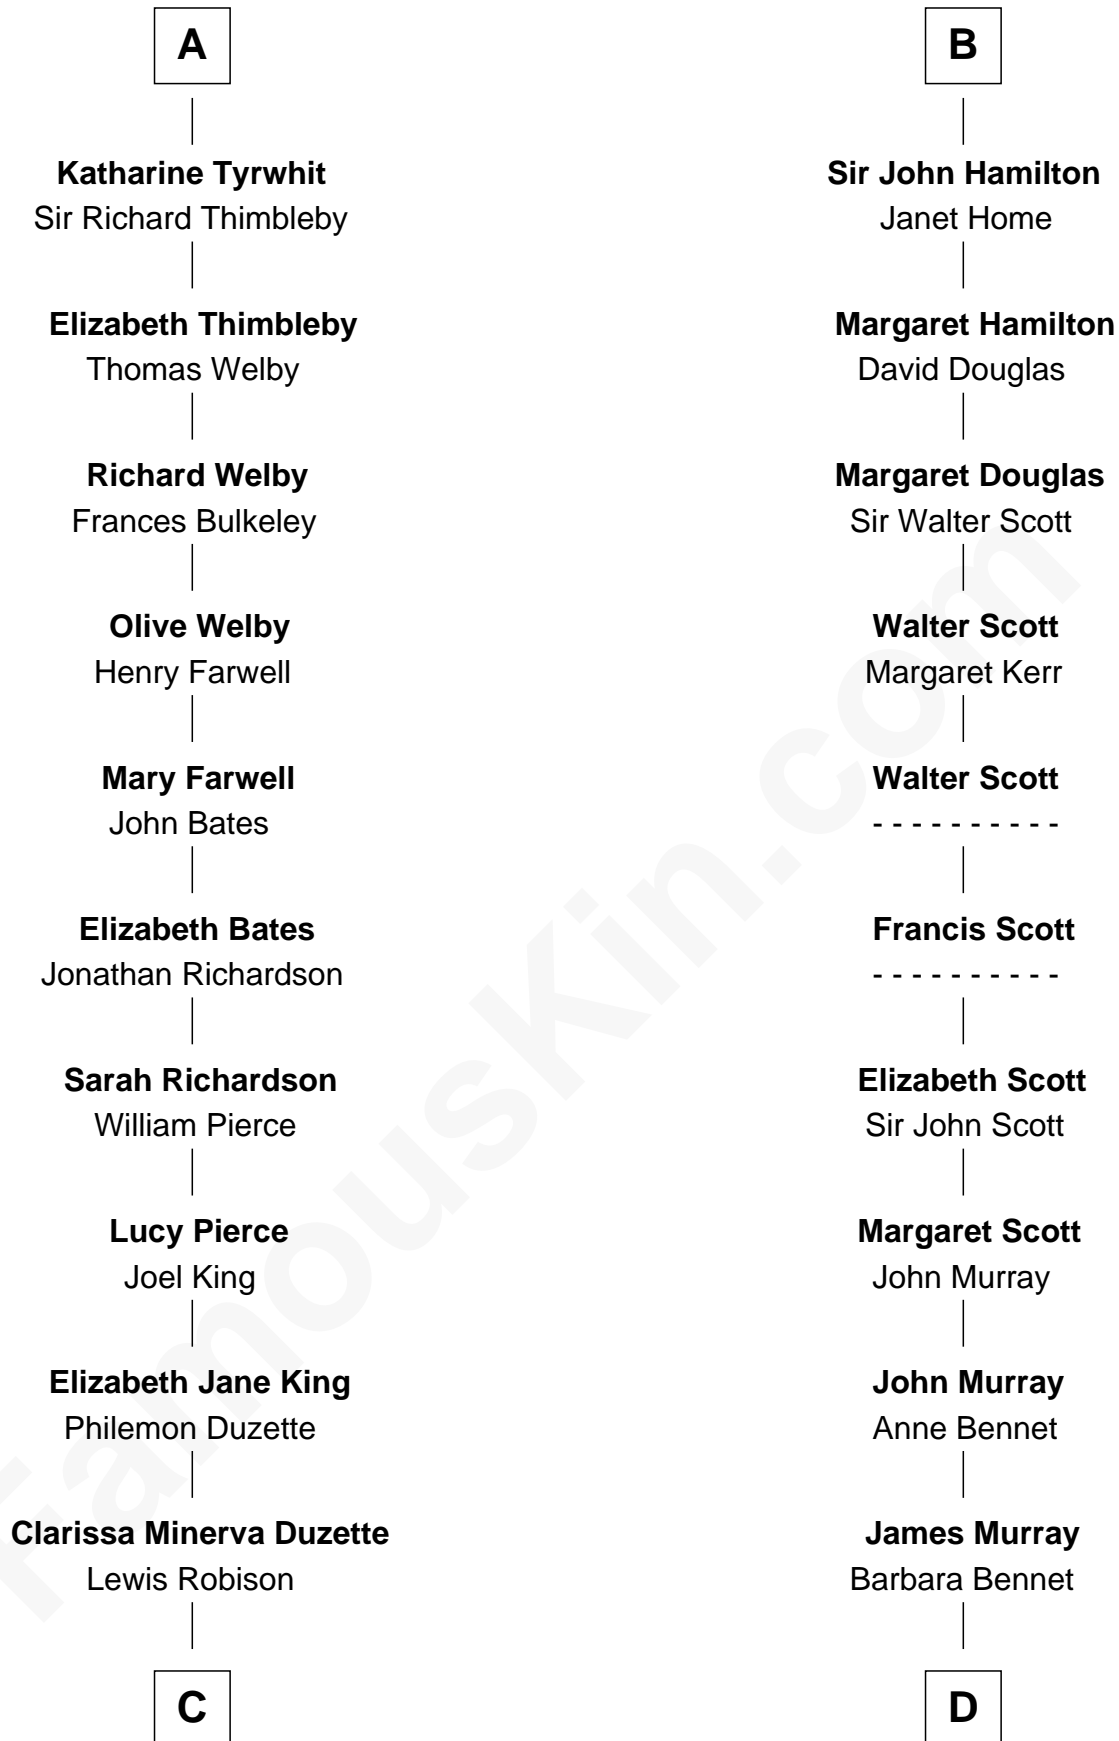 A
Katharine Tyrwhit
Sir Richard Thimbleby
Elizabeth Thimbleby
Thomas Welby
Richard Welby
Frances Bulkeley
Olive Welby
Henry Farwell
Mary Farwell
John Bates
Elizabeth Bates
Jonathan Richardson
Sarah Richardson
William Pierce
Lucy Pierce
Joel King
Elizabeth Jane King
Philemon Duzette
Clarissa Minerva Duzette
Lewis Robison
C
B
Sir John Hamilton
Janet Home
Margaret Hamilton
David Douglas
Margaret Douglas
Sir Walter Scott
Walter Scott
Margaret Kerr
Walter Scott
- - - - - - - - - -
Francis Scott
- - - - - - - - - -
Elizabeth Scott
Sir John Scott
Margaret Scott
John Murray
John Murray
Anne Bennet
James Murray
Barbara Bennet
D
FamousKin.com